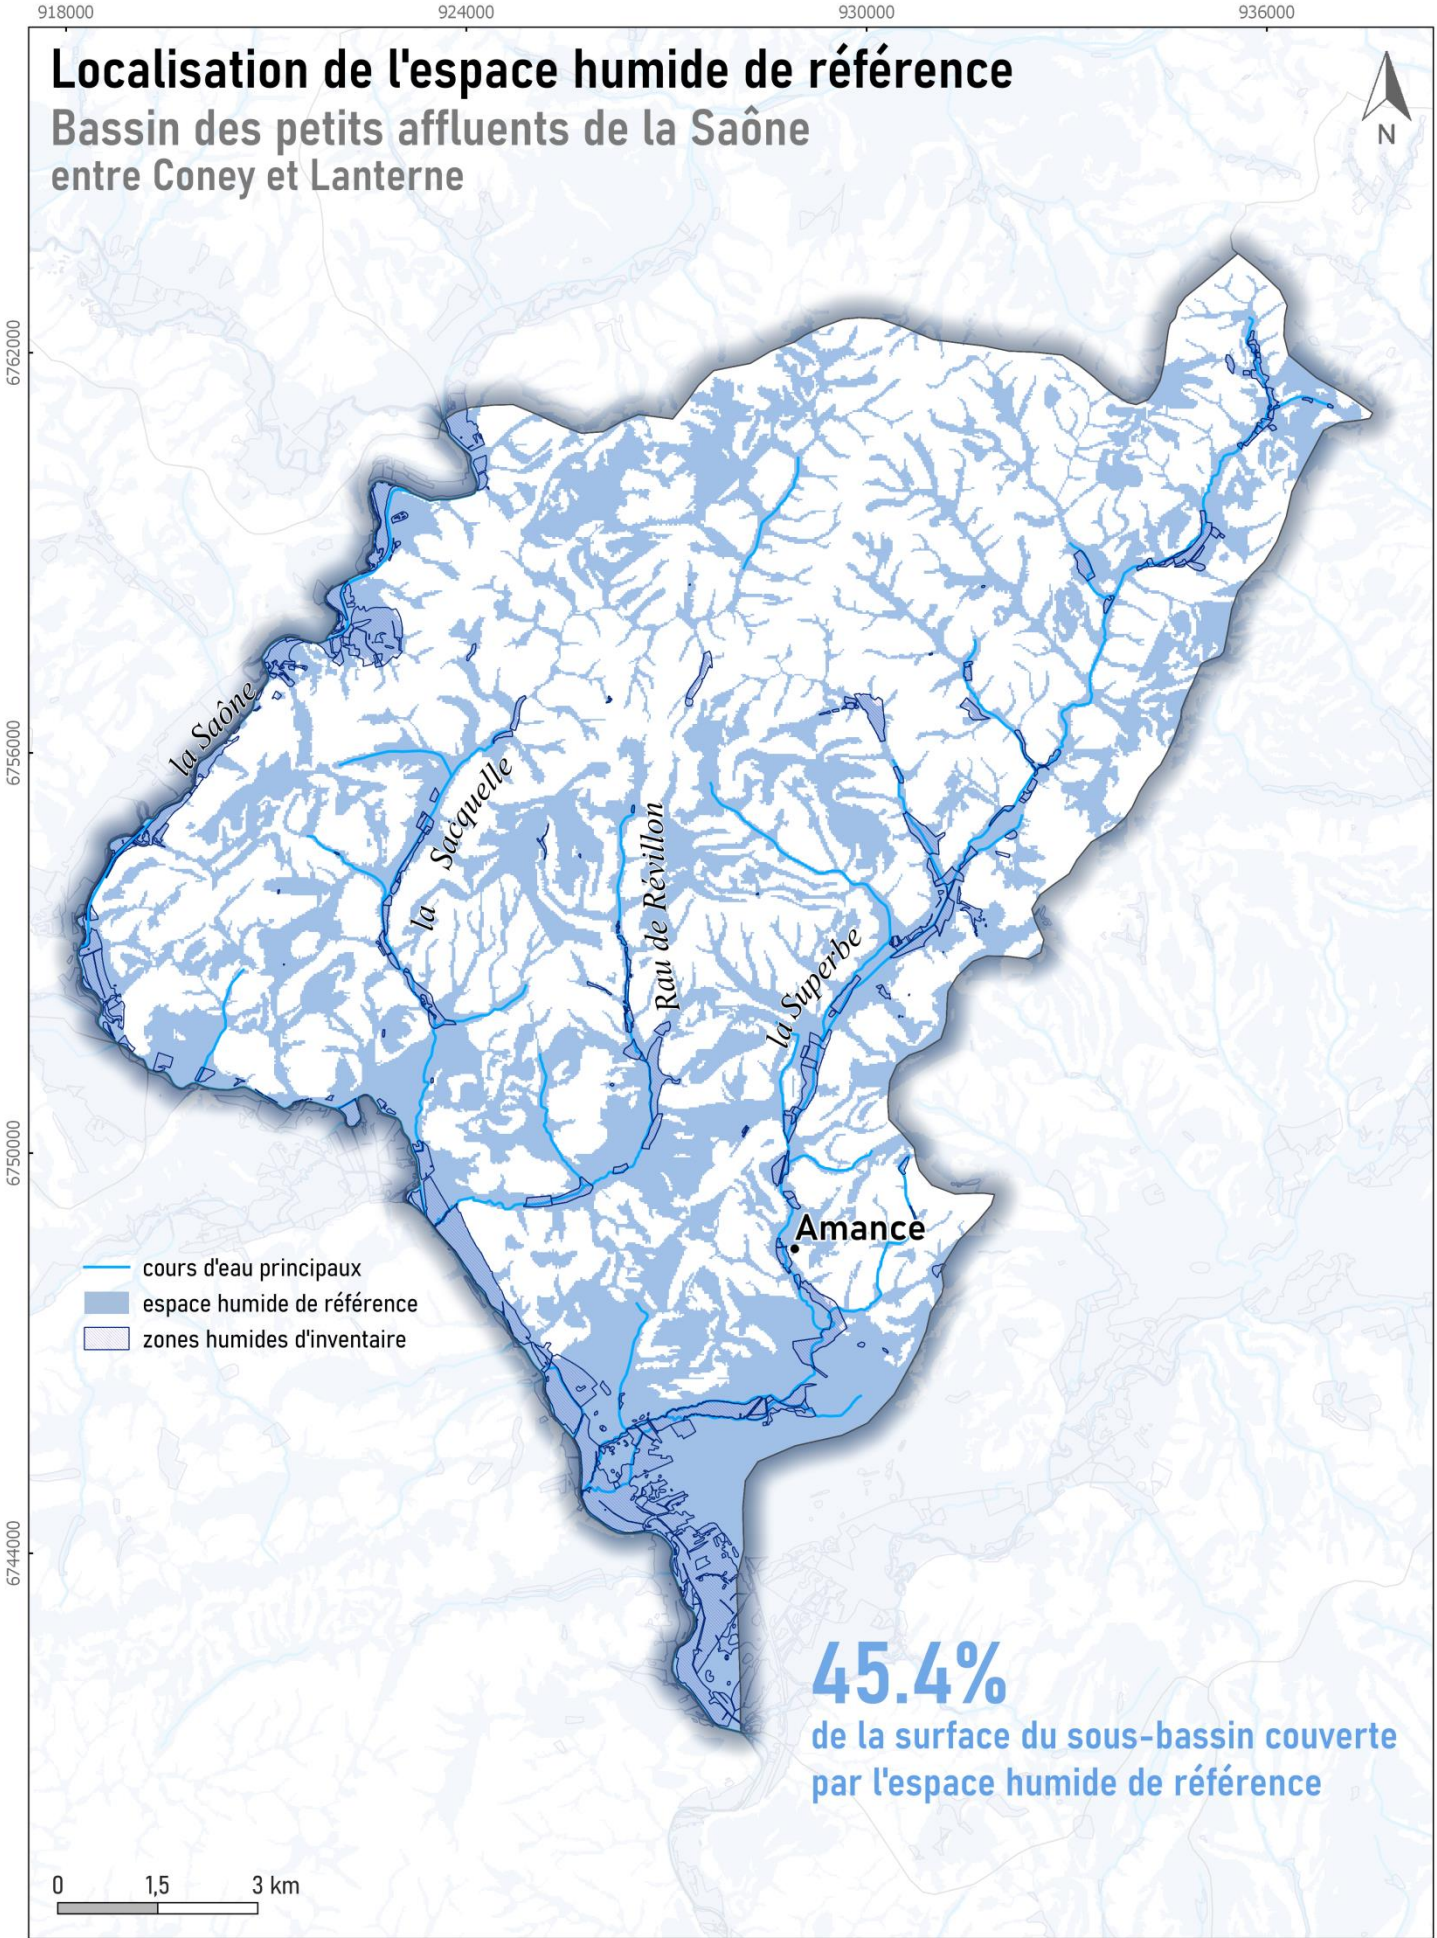 918000
924000
930000
936000
Localisation de l'espace humide de référence
Bassin des petits affluents de la Saône
entre Coney et Lanterne
N
6762000
6756000
6750000
6744000
la Saône
la Sacquelle
Rau de Révillon
la Superbe
Amance
cours d'eau principaux
espace humide de référence
zones humides d'inventaire
45.4%
de la surface du sous-bassin couverte
par l'espace humide de référence
0 1,5 3 km